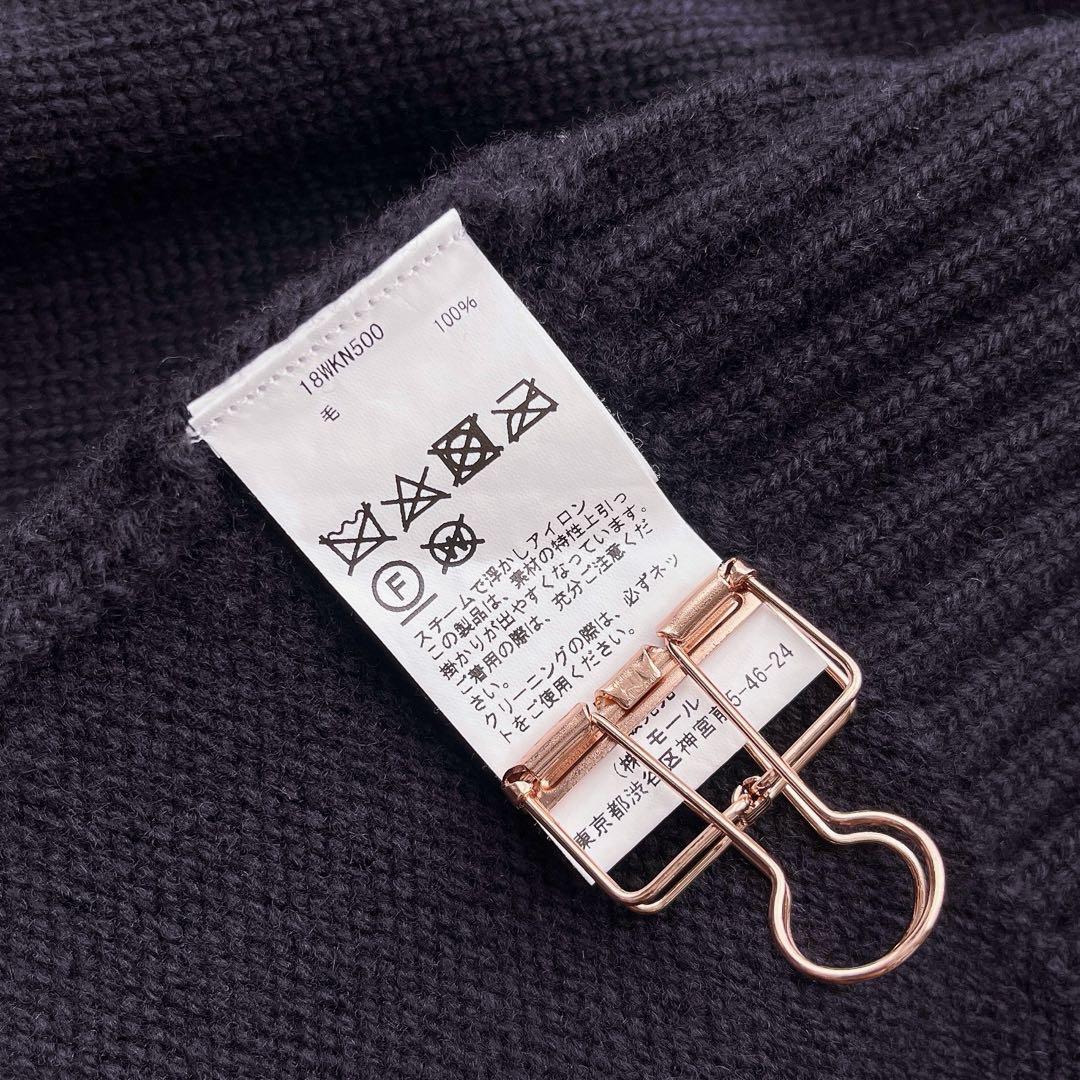 18WKN500
毛 100%
F
W
スチームで浮かしアイロン
この製品は、素材の特性上引っ
掛かりが出やすくなっています。
ご着用の際は、充分ご注意くだ
さい。
クリーニングの際は、必ずネッ
トをご使用ください。
(株 モール
東京都渋谷区神宮前5-46-24